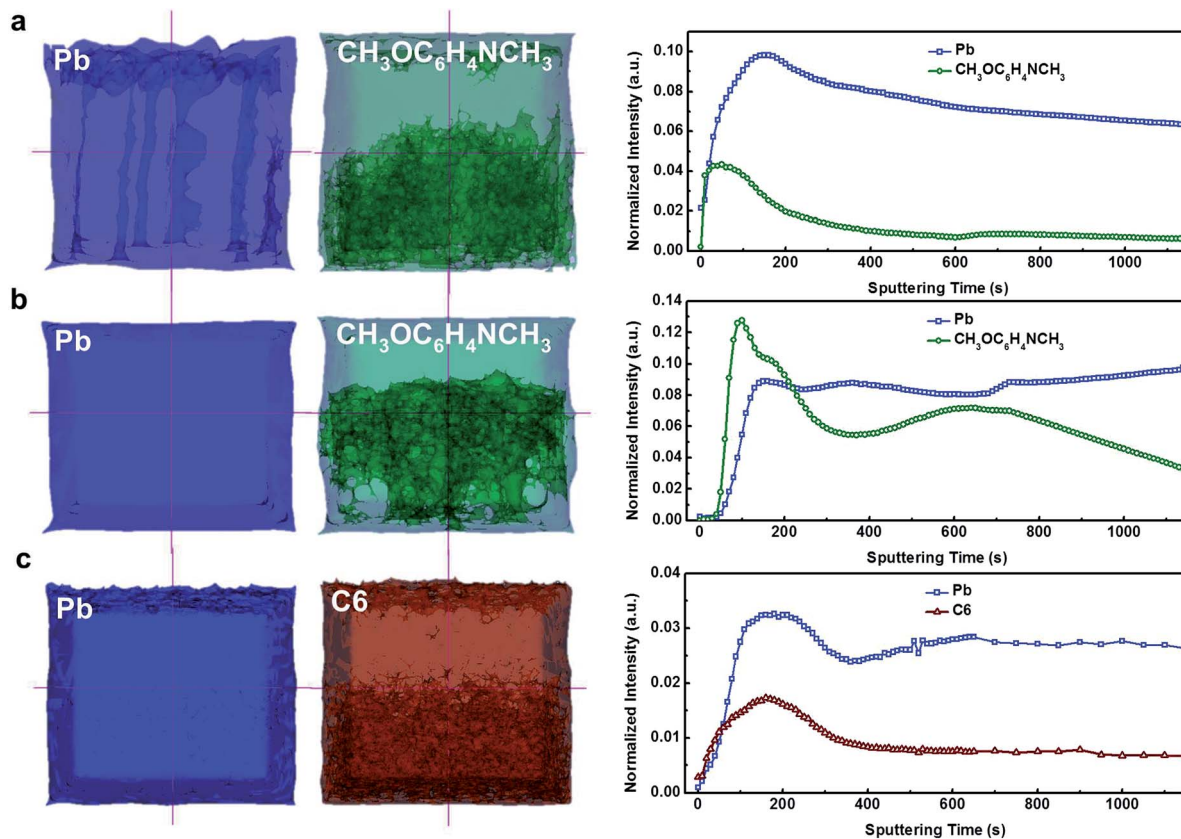 a
Pb
CH₃OC₆H₄NCH₃
Normalized Intensity (a.u.)
0.10
0.08
0.06
0.04
0.02
0.00
Pb
CH₃OC₆H₄NCH₃
0 200 400 600 800 1000
Sputtering Time (s)
b
Pb
CH₃OC₆H₄NCH₃
Normalized Intensity (a.u.)
0.14
0.12
0.10
0.08
0.06
0.04
0.02
0.00
Pb
CH₃OC₆H₄NCH₃
0 200 400 600 800 1000
Sputtering Time (s)
c
Pb
C6
Normalized Intensity (a.u.)
0.04
0.03
0.02
0.01
0.00
Pb
C6
0 200 400 600 800 1000
Sputtering Time (s)